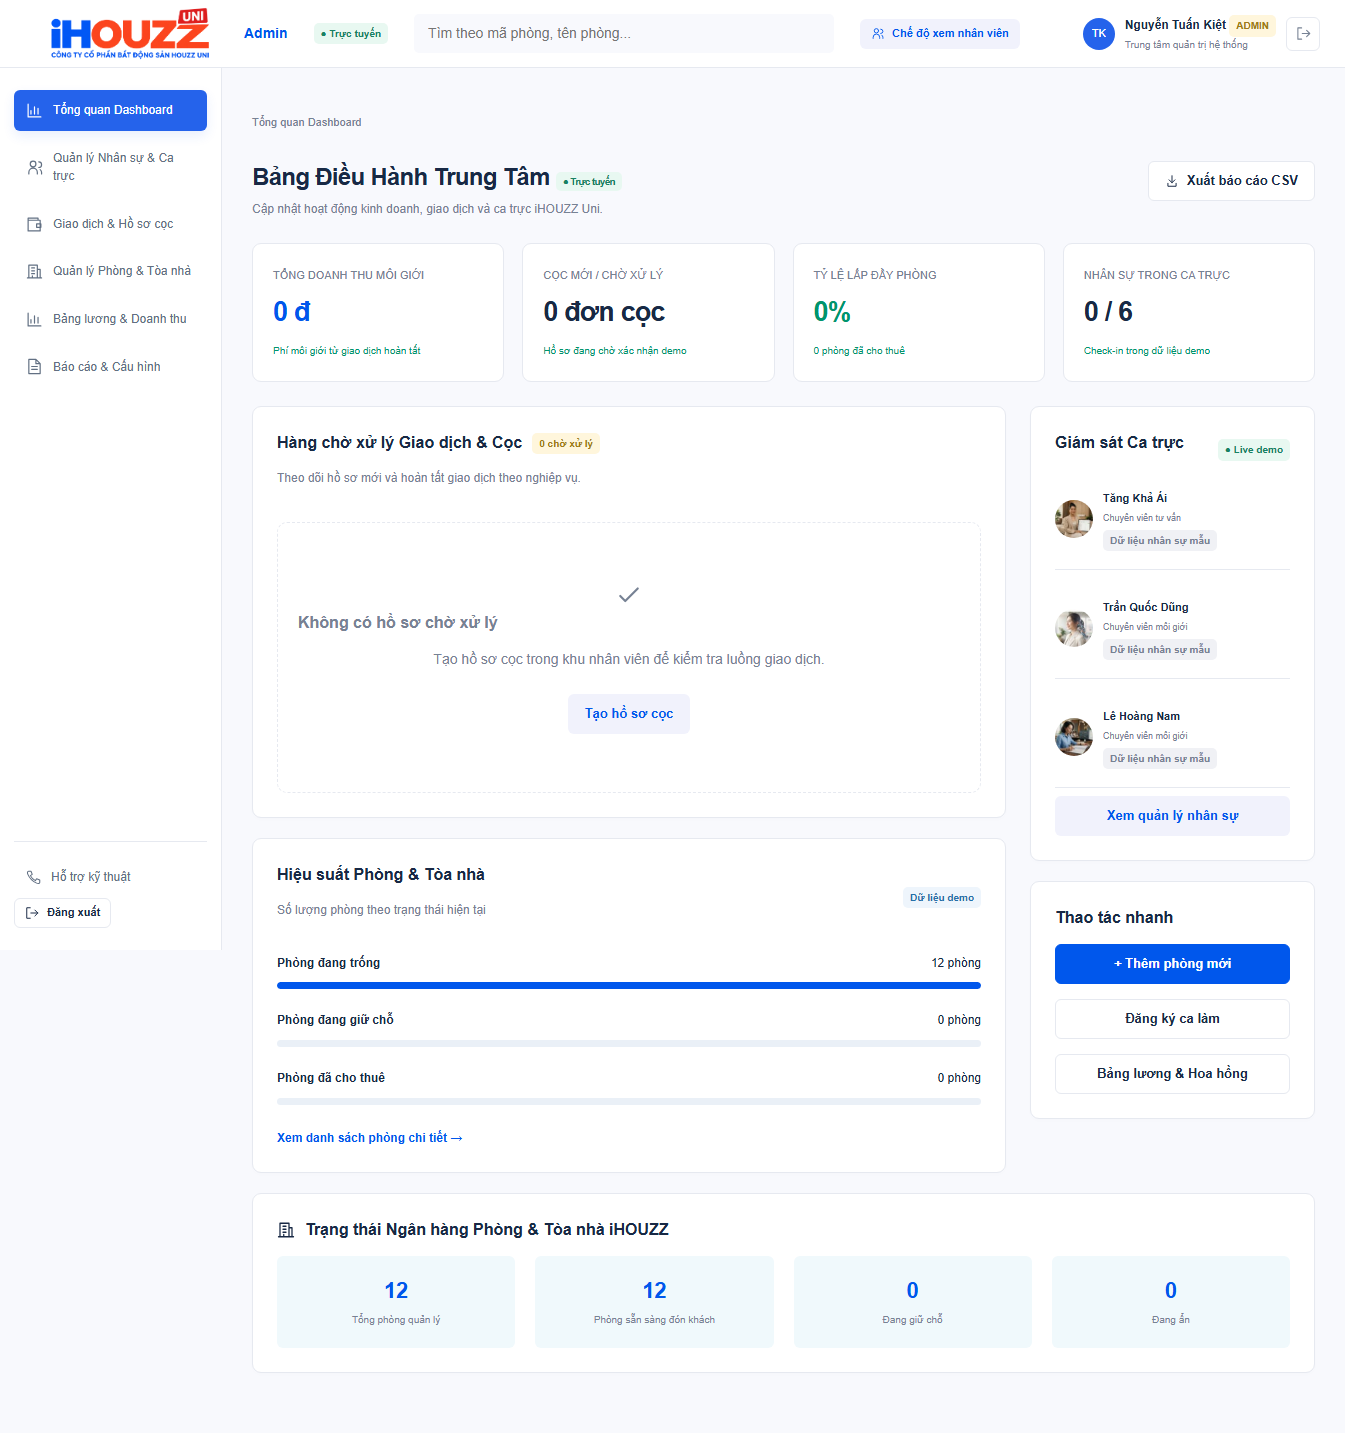 iHOUZZ UNI
CÔNG TY CỔ PHẦN BẤT ĐỘNG SẢN HOUZZ UNI
Admin
● Trực tuyến
Tìm theo mã phòng, tên phòng...
Chế độ xem nhân viên
TK
Nguyễn Tuấn Kiệt ADMIN
Trung tâm quản trị hệ thống
Tổng quan Dashboard
Quản lý Nhân sự & Ca
trực
Giao dịch & Hồ sơ cọc
Quản lý Phòng & Tòa nhà
Bảng lương & Doanh thu
Báo cáo & Cấu hình
Hỗ trợ kỹ thuật
Đăng xuất
Tổng quan Dashboard
Bảng Điều Hành Trung Tâm ● Trực tuyến
Cập nhật hoạt động kinh doanh, giao dịch và ca trực iHOUZZ Uni.
Xuất báo cáo CSV
TỔNG DOANH THU MÔI GIỚI
0 đ
Phí môi giới từ giao dịch hoàn tất
CỌC MỚI / CHỜ XỬ LÝ
0 đơn cọc
Hồ sơ đang chờ xác nhận demo
TỶ LỆ LẤP ĐẦY PHÒNG
0%
0 phòng đã cho thuê
NHÂN SỰ TRONG CA TRỰC
0 / 6
Check-in trong dữ liệu demo
Hàng chờ xử lý Giao dịch & Cọc 0 chờ xử lý
Theo dõi hồ sơ mới và hoàn tất giao dịch theo nghiệp vụ.
Không có hồ sơ chờ xử lý
Tạo hồ sơ cọc trong khu nhân viên để kiểm tra luồng giao dịch.
Tạo hồ sơ cọc
Giám sát Ca trực
● Live demo
Tăng Khả Ái
Chuyên viên tư vấn
Dữ liệu nhân sự mẫu
Trần Quốc Dũng
Chuyên viên môi giới
Dữ liệu nhân sự mẫu
Lê Hoàng Nam
Chuyên viên môi giới
Dữ liệu nhân sự mẫu
Xem quản lý nhân sự
Hiệu suất Phòng & Tòa nhà
Số lượng phòng theo trạng thái hiện tại
Dữ liệu demo
Phòng đang trống 12 phòng
Phòng đang giữ chỗ 0 phòng
Phòng đã cho thuê 0 phòng
Xem danh sách phòng chi tiết →
Thao tác nhanh
+ Thêm phòng mới
Đăng ký ca làm
Bảng lương & Hoa hồng
Trạng thái Ngân hàng Phòng & Tòa nhà iHOUZZ
12
Tổng phòng quản lý
12
Phòng sẵn sàng đón khách
0
Đang giữ chỗ
0
Đang ẩn